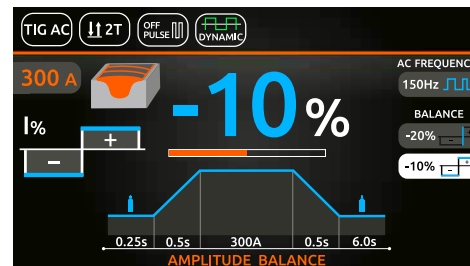 TIG AC
2T
OFF
PULSE
DYNAMIC
300 A
-10%
I%
-
+
AC FREQUENC
150Hz
BALANCE
-20%
-10%
0.25s 0.5s 300A 0.5s 6.0s
AMPLITUDE BALANCE